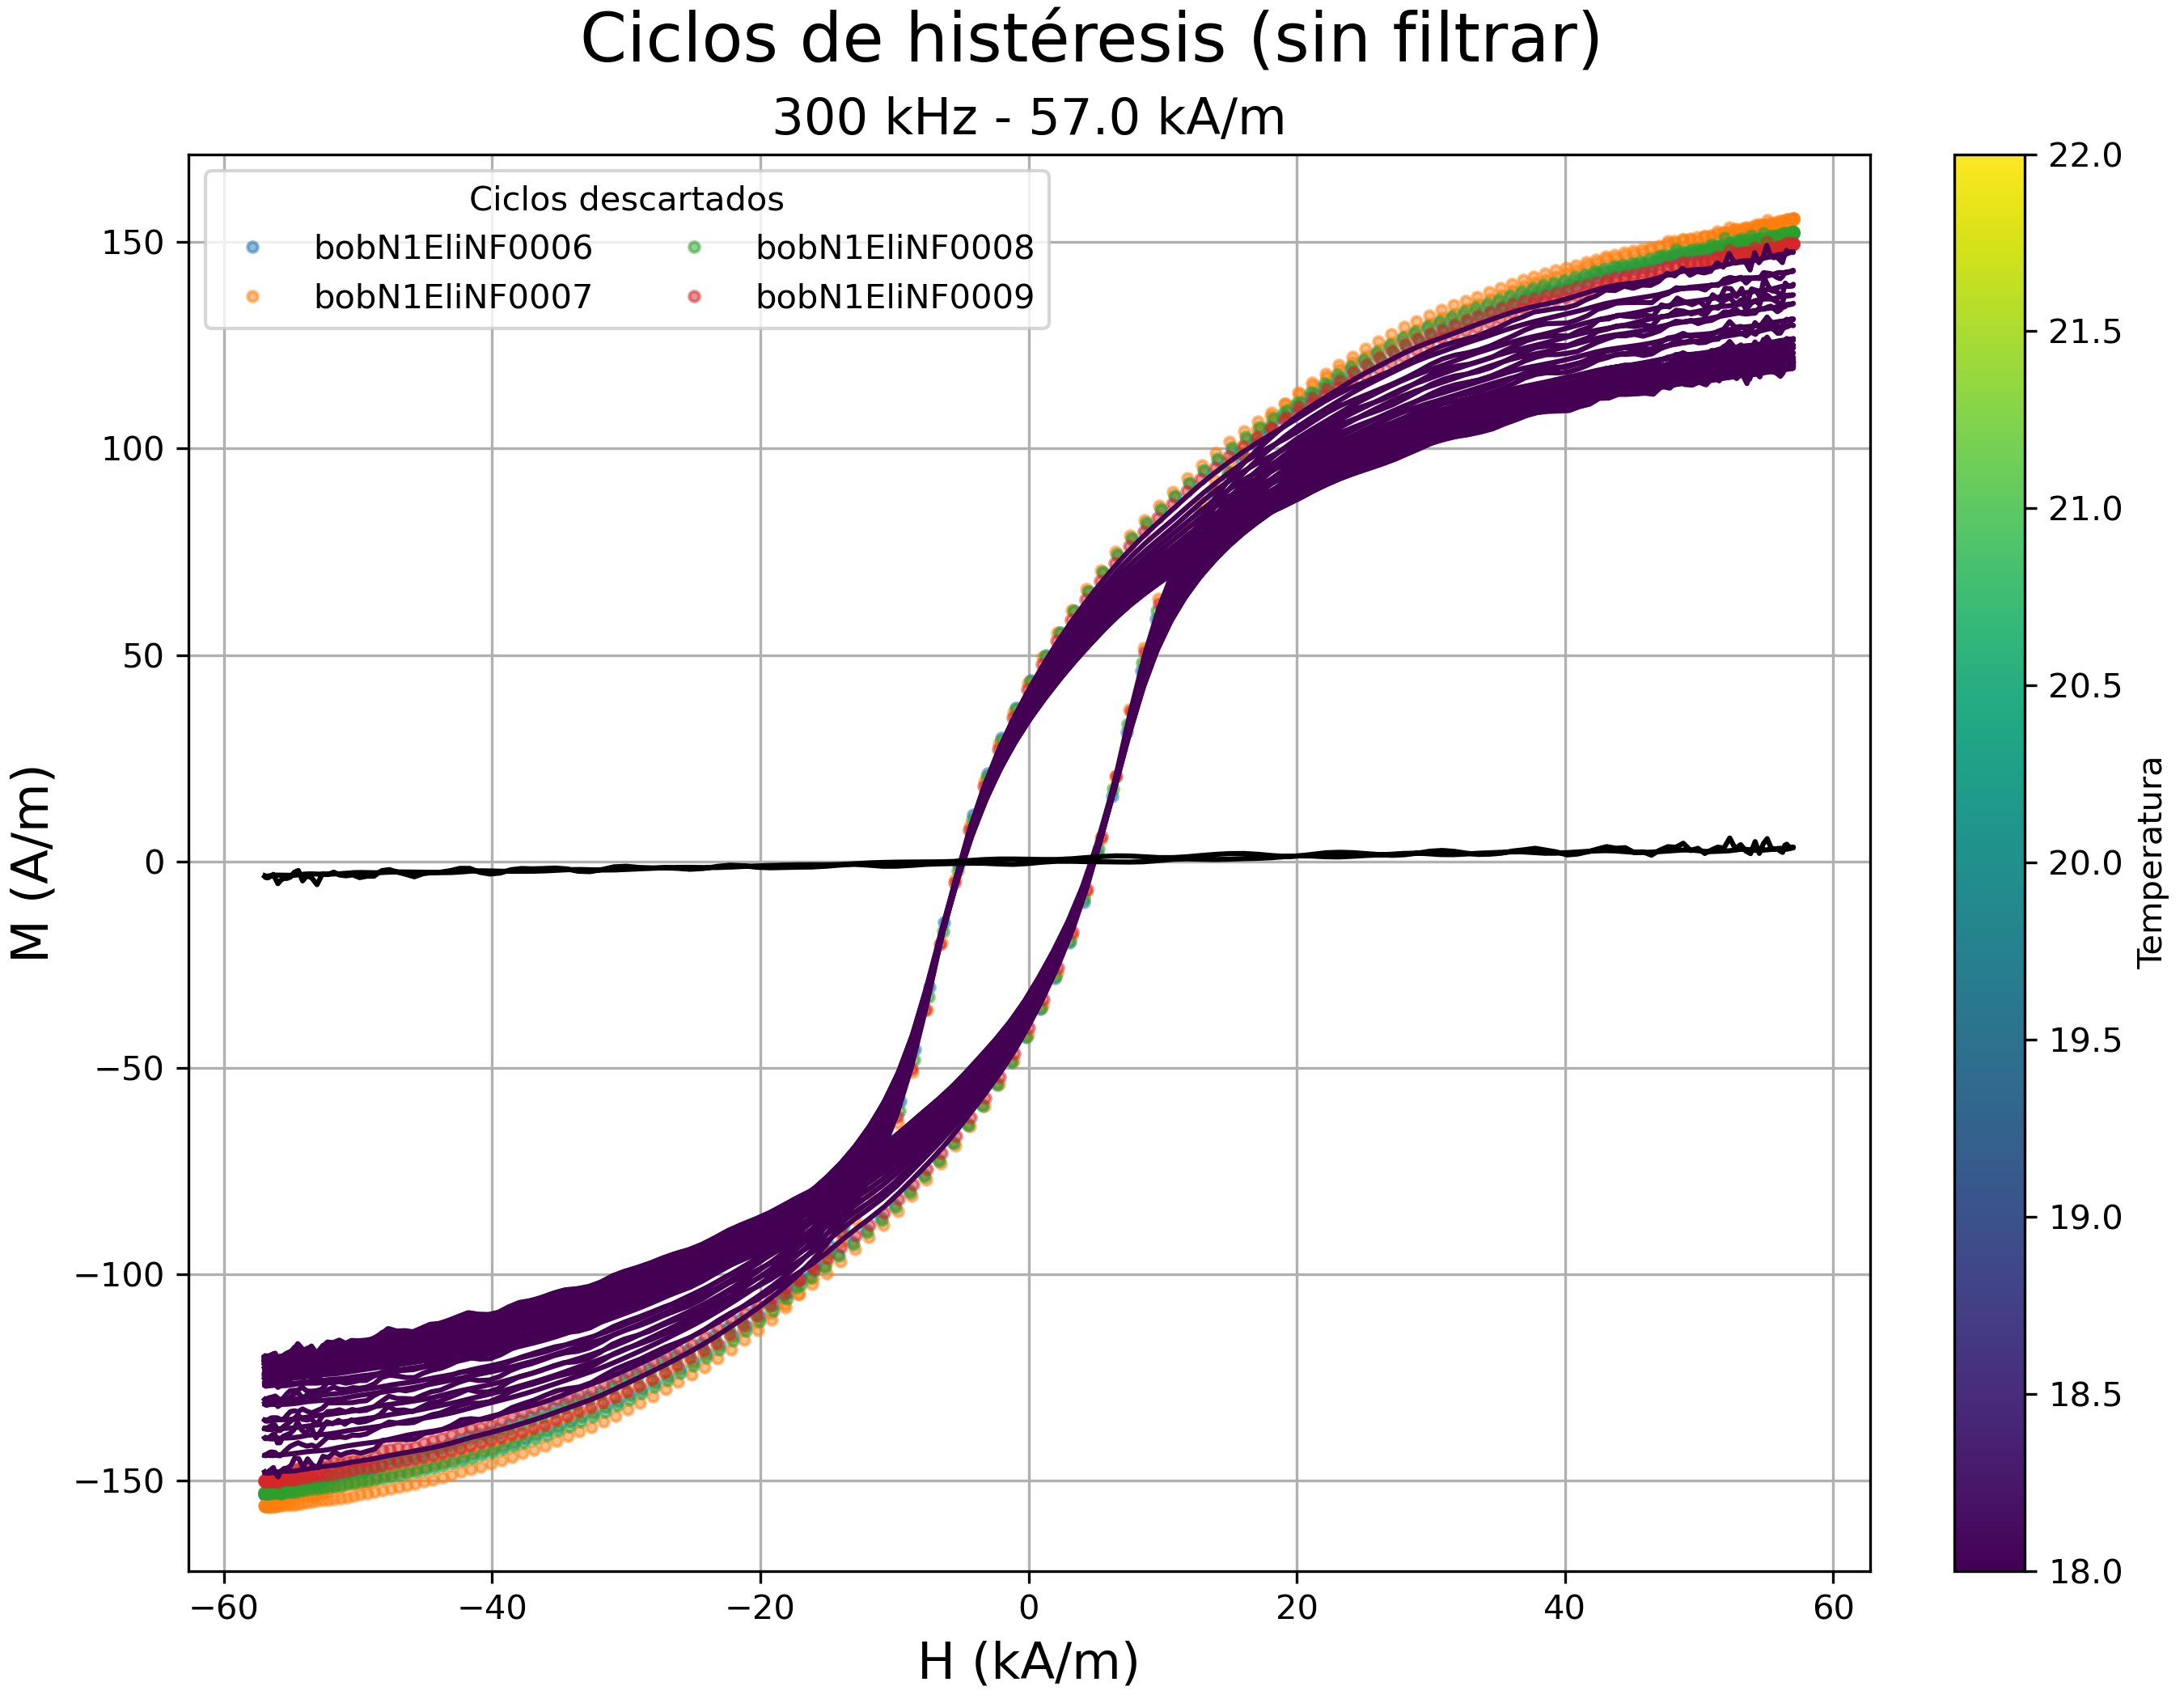 Ciclos de histéresis (sin filtrar)
300 kHz - 57.0 kA/m
Ciclos descartados
bobN1EliNF0006
bobN1EliNF0007
bobN1EliNF0008
bobN1EliNF0009
M (A/m)
150
100
50
0
−50
−100
−150
−60
−40
−20
0
20
40
60
H (kA/m)
22.0
21.5
21.0
20.5
20.0
19.5
19.0
18.5
18.0
Temperatura